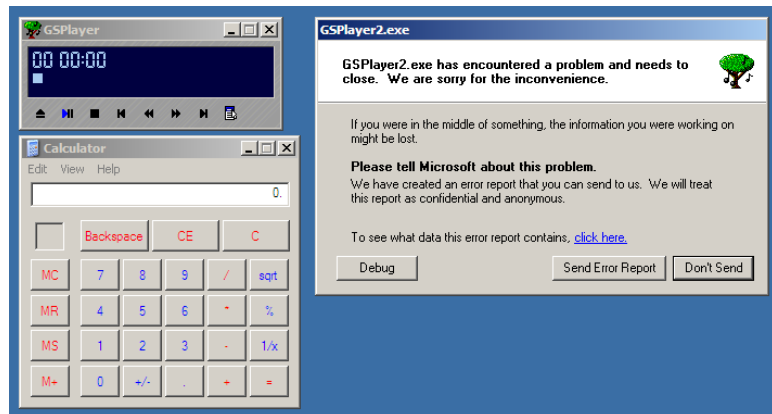 GSPlayer
00 00:00
Calculator
Edit View Help
0.
Backspace CE C
MC 7 8 9 / sqrt
MR 4 5 6 * %
MS 1 2 3 - 1/x
M+ 0 +/- . + =
GSPlayer2.exe
GSPlayer2.exe has encountered a problem and needs to
close. We are sorry for the inconvenience.
If you were in the middle of something, the information you were working on
might be lost.
Please tell Microsoft about this problem.
We have created an error report that you can send to us. We will treat
this report as confidential and anonymous.
To see what data this error report contains, click here.
Debug Send Error Report Don't Send